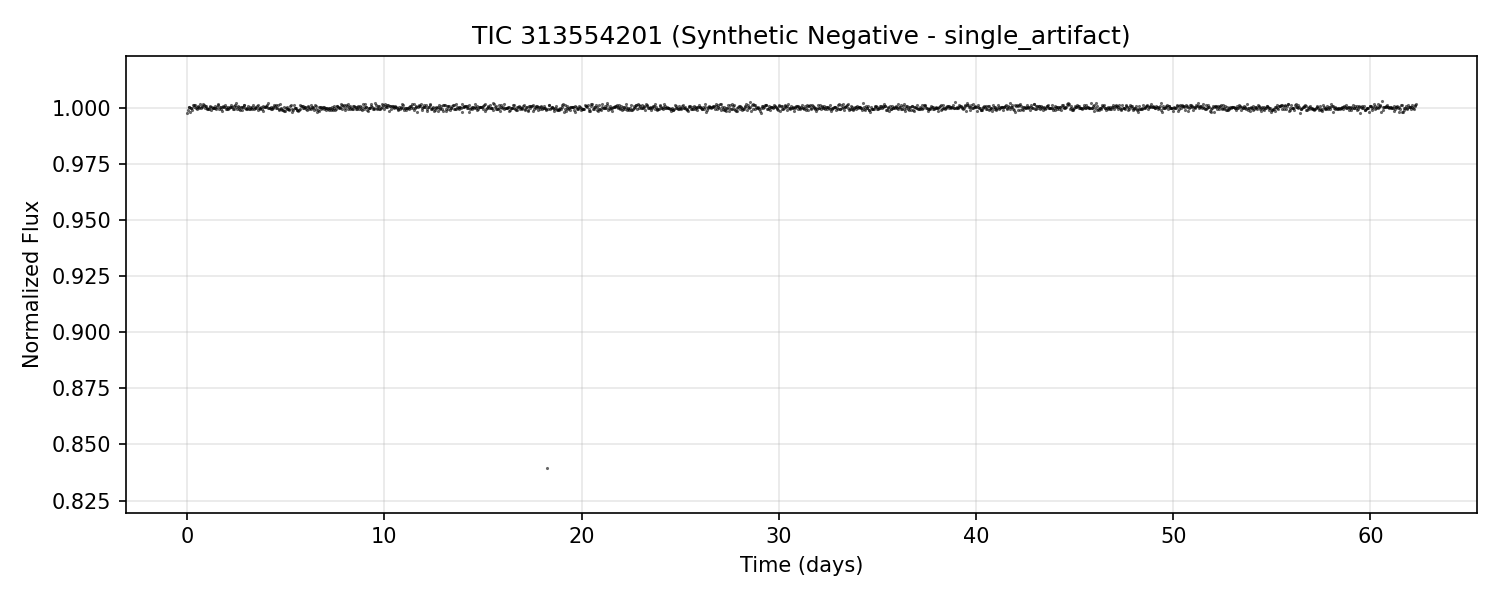 TIC 313554201 (Synthetic Negative - single_artifact)
Normalized Flux
1.000
0.975
0.950
0.925
0.900
0.875
0.850
0.825
0 10 20 30 40 50 60
Time (days)